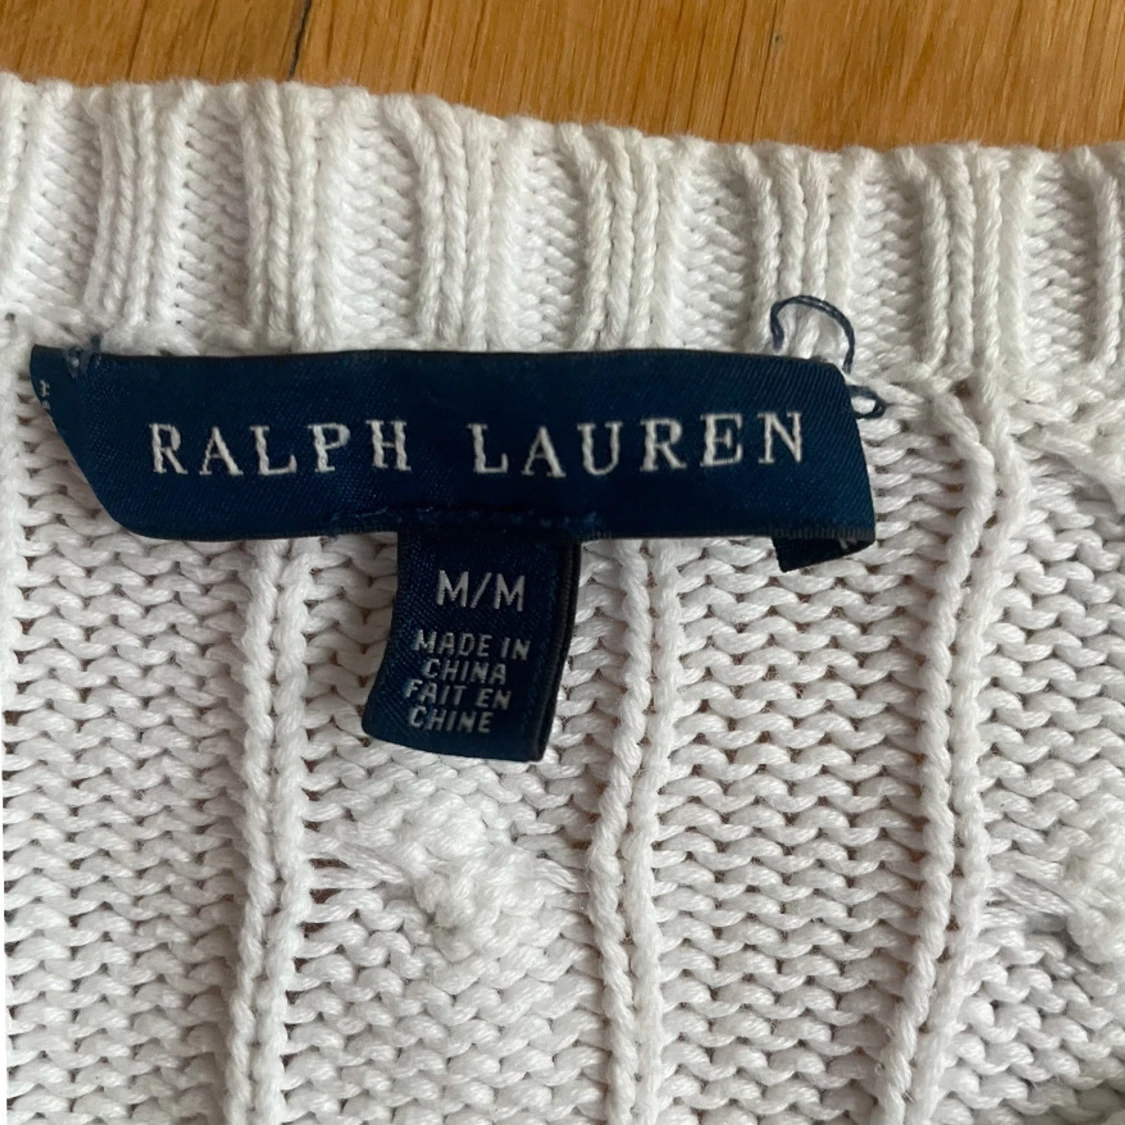 RALPH LAUREN
M/M
MADE IN
CHINA
FAIT EN
CHINE